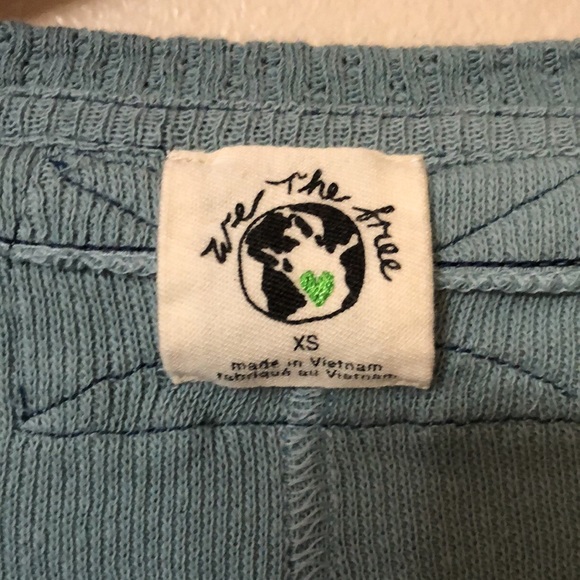 We The free
XS
made in Vietnam
fabriqué au Vietnam